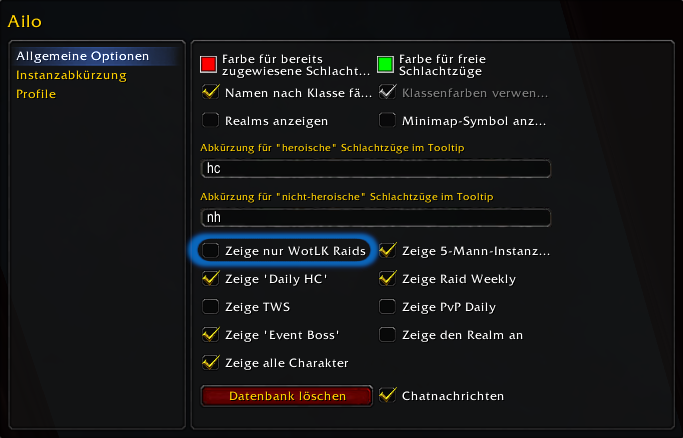 Ailo
Allgemeine Optionen
Instanzabkürzung
Profile
Farbe für bereits
zugewiesene Schlacht...
Farbe für freie
Schlachtzüge
Namen nach Klasse fä...
Klassenfarben verwen...
Realms anzeigen
Minimap-Symbol anz...
Abkürzung für "heroische" Schlachtzüge im Tooltip
hc
Abkürzung für "nicht-heroische" Schlachtzüge im Tooltip
nh
Zeige nur WotLK Raids
Zeige 5-Mann-Instanz...
Zeige 'Daily HC'
Zeige Raid Weekly
Zeige TWS
Zeige PvP Daily
Zeige 'Event Boss'
Zeige den Realm an
Zeige alle Charakter
Datenbank löschen
Chatnachrichten